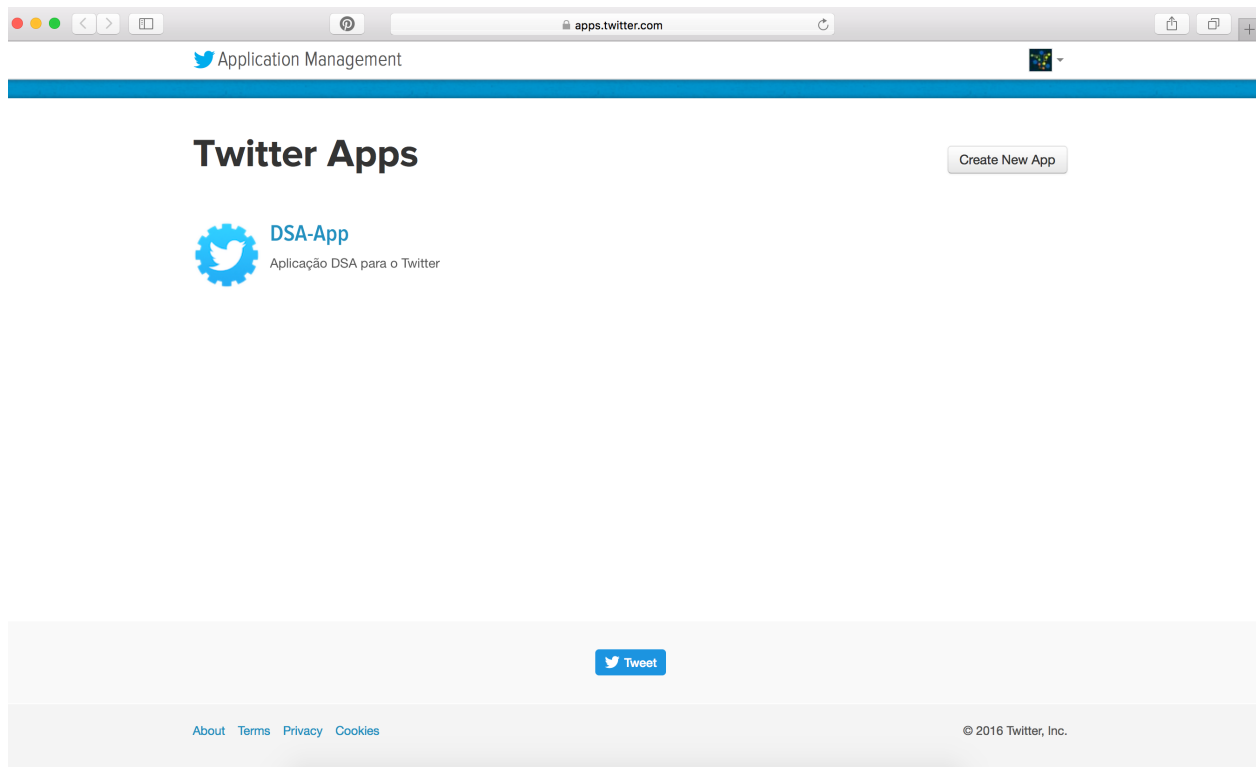 apps.twitter.com
Application Management
Twitter Apps
Create New App
DSA-App
Aplicação DSA para o Twitter
Tweet
About Terms Privacy Cookies
© 2016 Twitter, Inc.